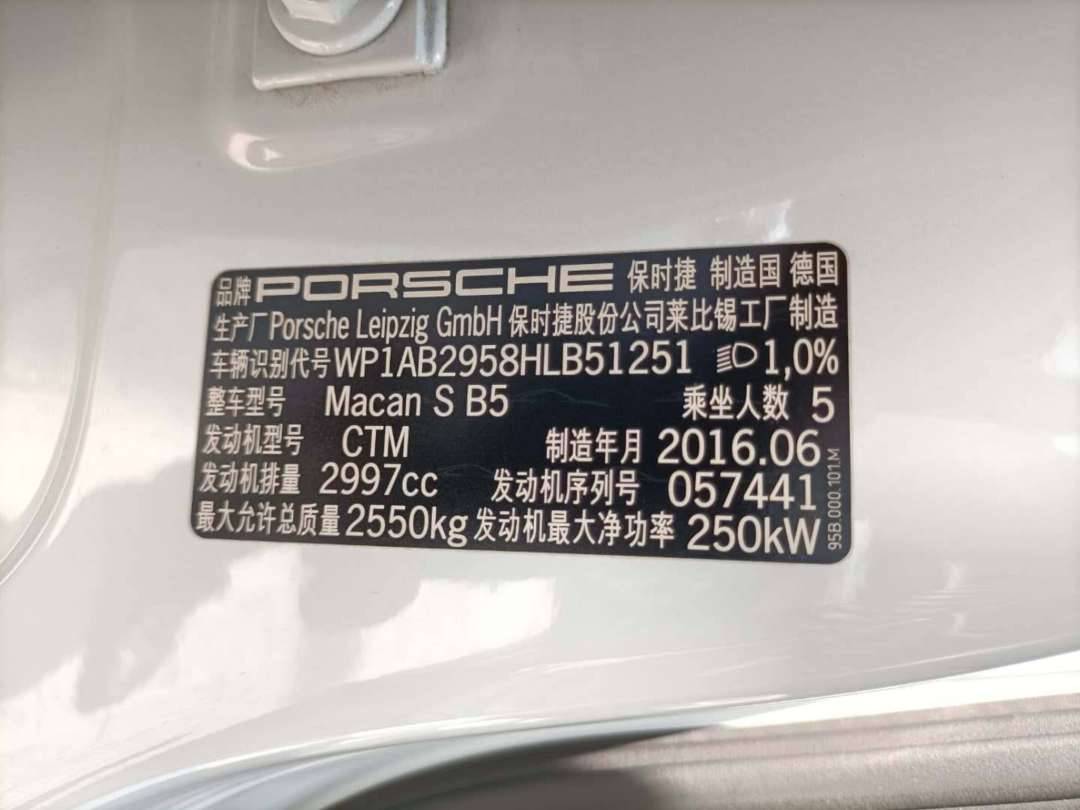 品牌 PORSCHE 保时捷 制造国 德国
生产厂 Porsche Leipzig GmbH 保时捷股份公司莱比锡工厂制造
车辆识别代号 WP1AB2958HLB51251 1,0%
整车型号 Macan S B5 乘坐人数 5
发动机型号 CTM 制造年月 2016.06
发动机排量 2997cc 发动机序列号 057441
最大允许总质量 2550kg 发动机最大净功率 250kW
95B.000.101.M